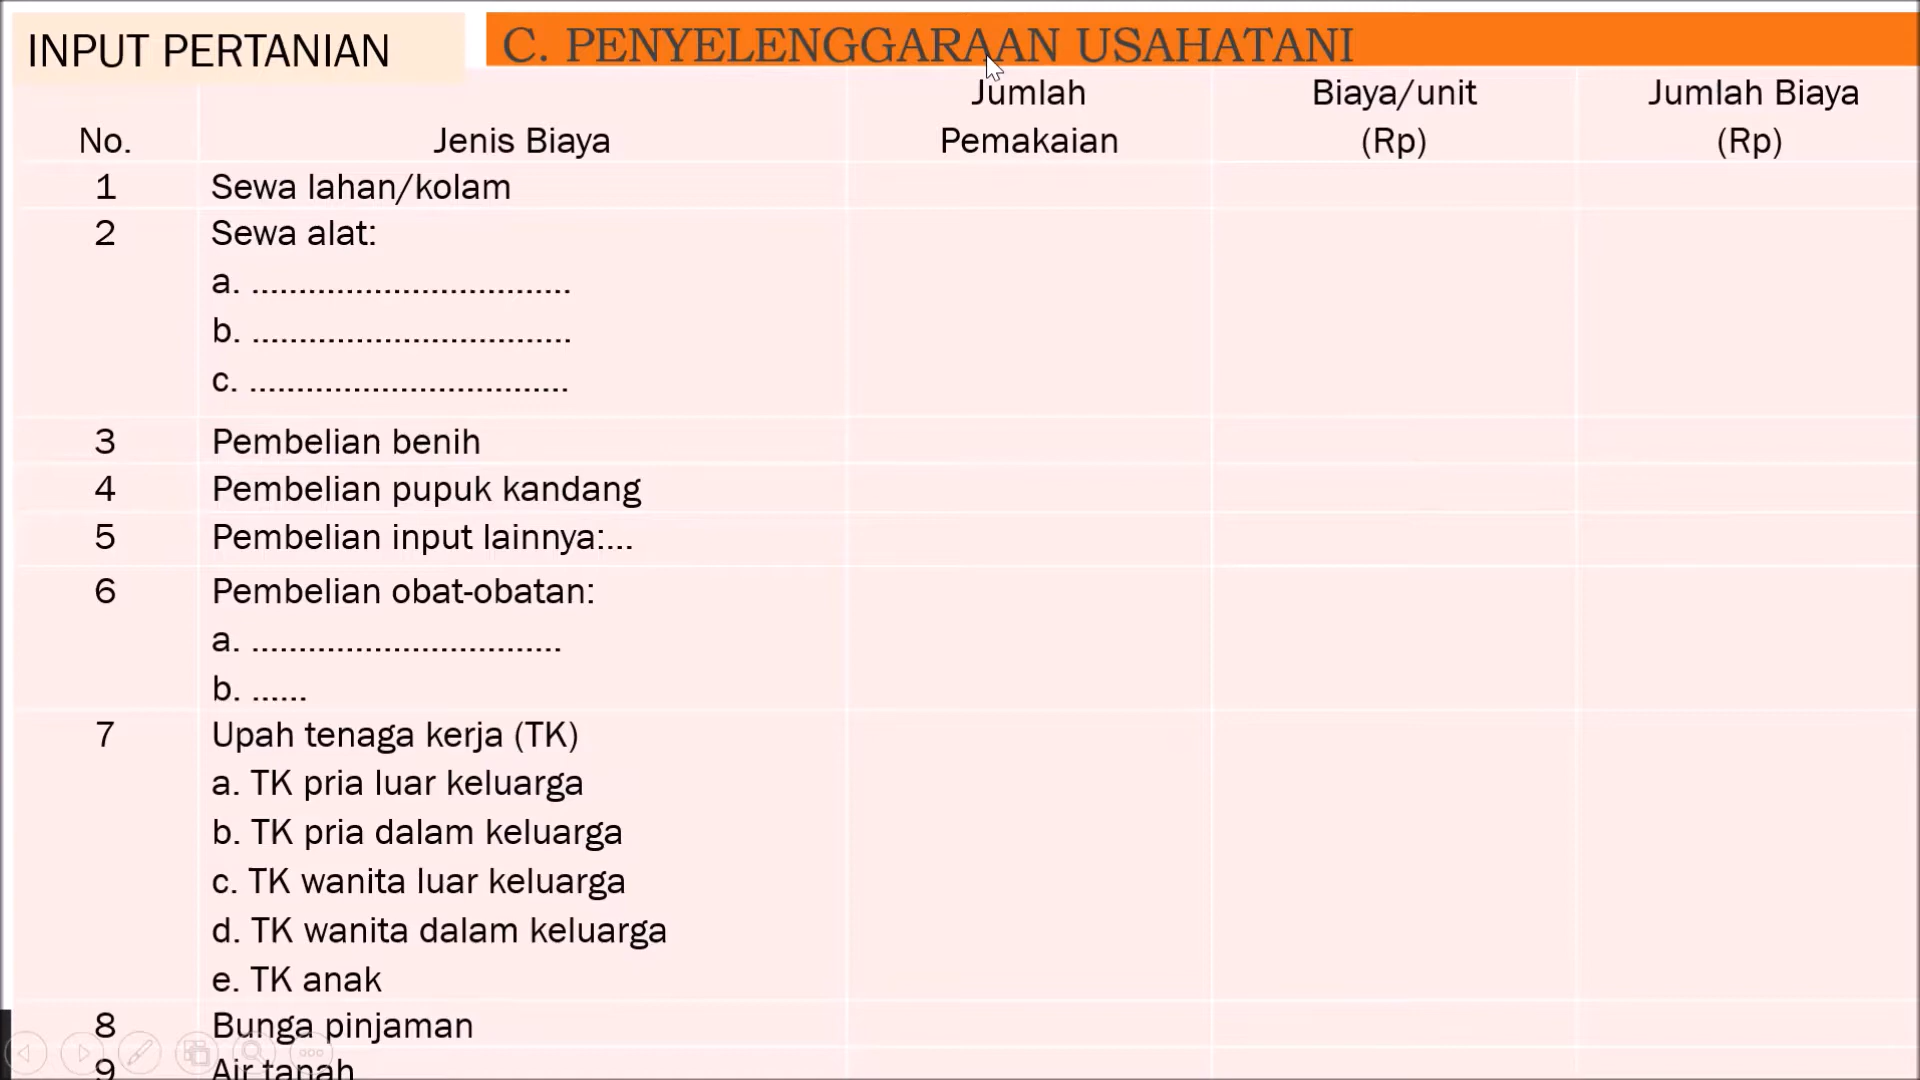 INPUT PERTANIAN
C. PENYELENGGARAAN USAHATANI
No. Jenis Biaya Jumlah Pemakaian Biaya/unit (Rp) Jumlah Biaya (Rp)
1 Sewa lahan/kolam
2 Sewa alat:
a. ..................................
b. ..................................
c. ..................................
3 Pembelian benih
4 Pembelian pupuk kandang
5 Pembelian input lainnya:...
6 Pembelian obat-obatan:
a. .................................
b. ......
7 Upah tenaga kerja (TK)
a. TK pria luar keluarga
b. TK pria dalam keluarga
c. TK wanita luar keluarga
d. TK wanita dalam keluarga
e. TK anak
8 Bunga pinjaman
9 Air tanah